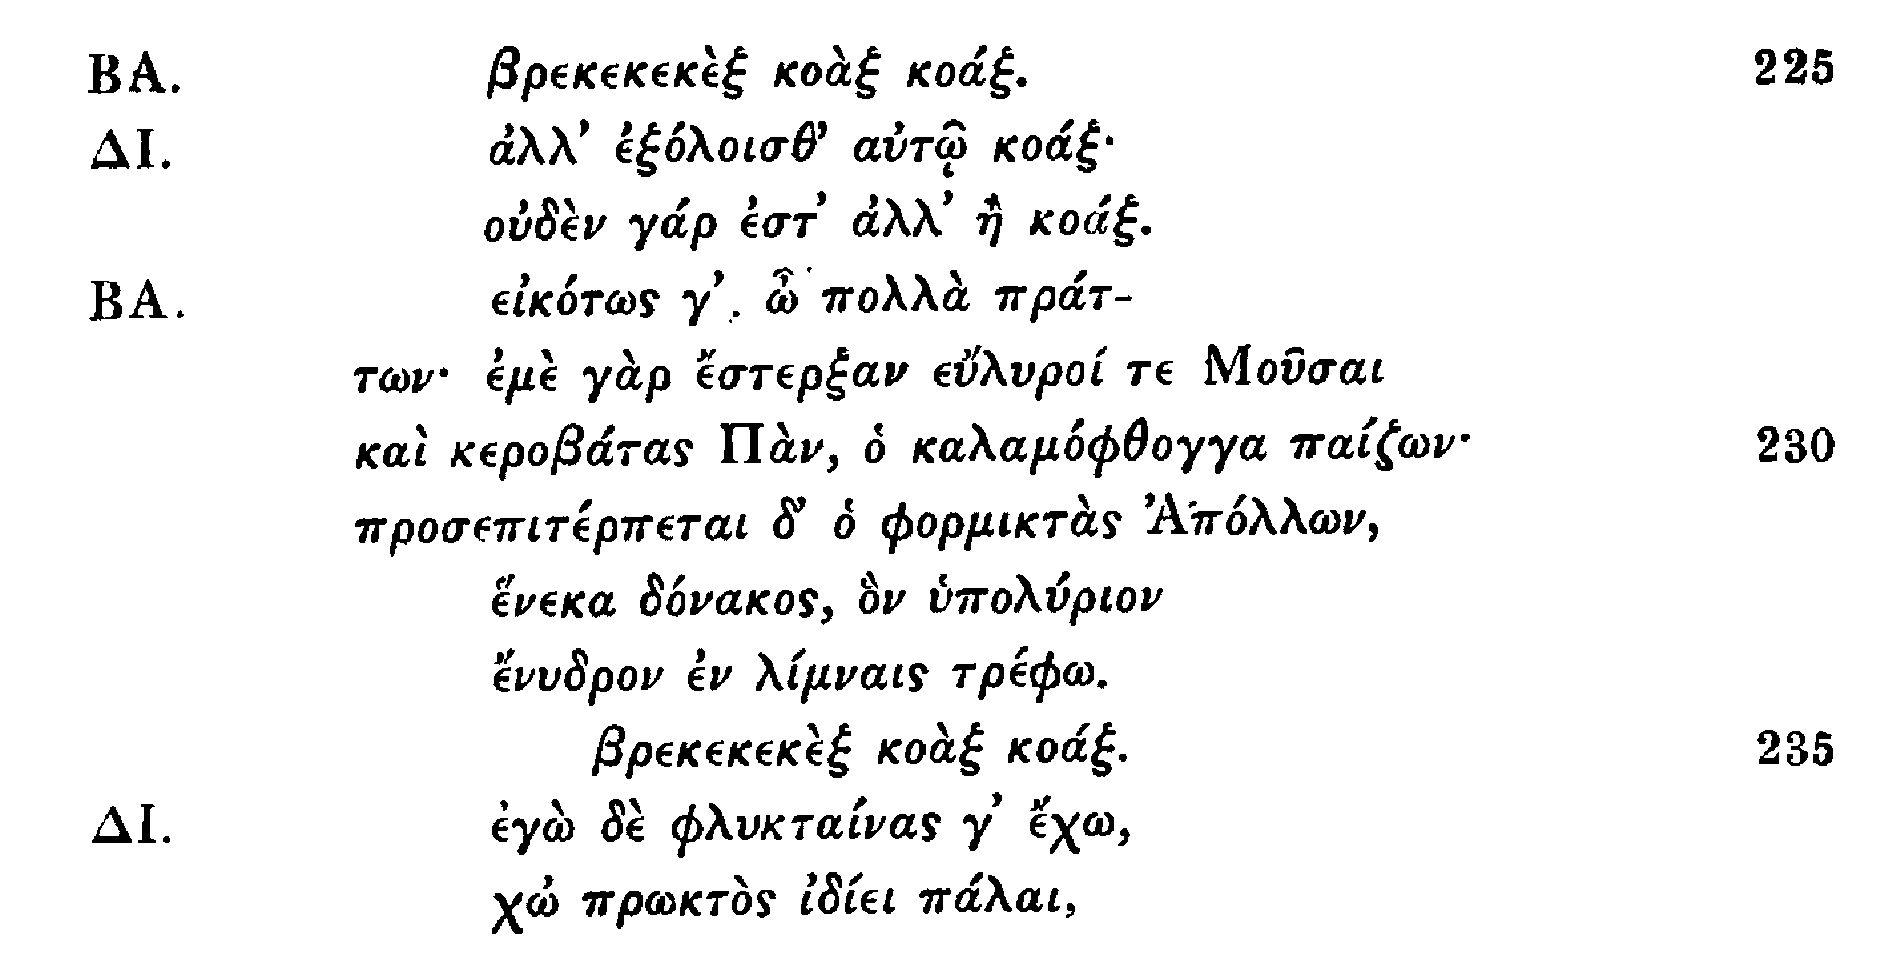 ΒΑ. βρεκεκεκὲξ κοὰξ κοάξ. 225
ΔΙ. ἀλλ’ ἐξόλοισθ’ αὐτῷ κοάξ·
οὐδὲν γάρ ἐστ’ ἀλλ’ ἢ κοάξ.
ΒΑ. εἰκότως γ’, ὦ πολλὰ πράτ-
των· ἐμὲ γὰρ ἔστερξαν εὔλυροί τε Μοῦσαι
καὶ κεροβάτας Πὰν, ὁ καλαμόφθογγα παίζων· 230
προσεπιτέρπεται δ’ ὁ φορμικτὰς Ἀπόλλων,
ἕνεκα δόνακος, ὃν ὑπολύριον
ἔνυδρον ἐν λίμναις τρέφω.
βρεκεκεκὲξ κοὰξ κοάξ. 235
ΔΙ. ἐγὼ δὲ φλυκταίνας γ’ ἔχω,
χὠ πρωκτὸς ἰδίει πάλαι,